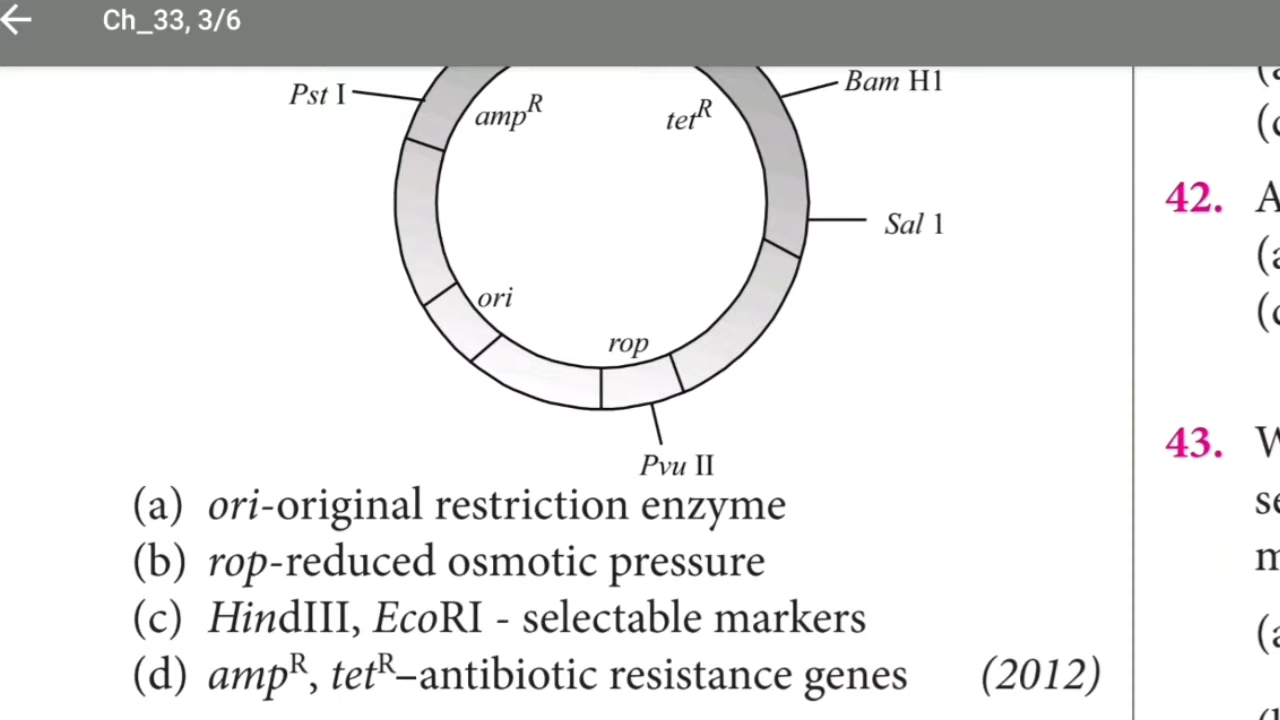 Ch_33, 3/6
Pst I
amp^R
tet^R
Bam H1
Sal 1
ori
rop
Pvu II
(a) ori-original restriction enzyme
(b) rop-reduced osmotic pressure
(c) HindIII, EcoRI - selectable markers
(d) amp^R, tet^R–antibiotic resistance genes (2012)
42. A
43. W